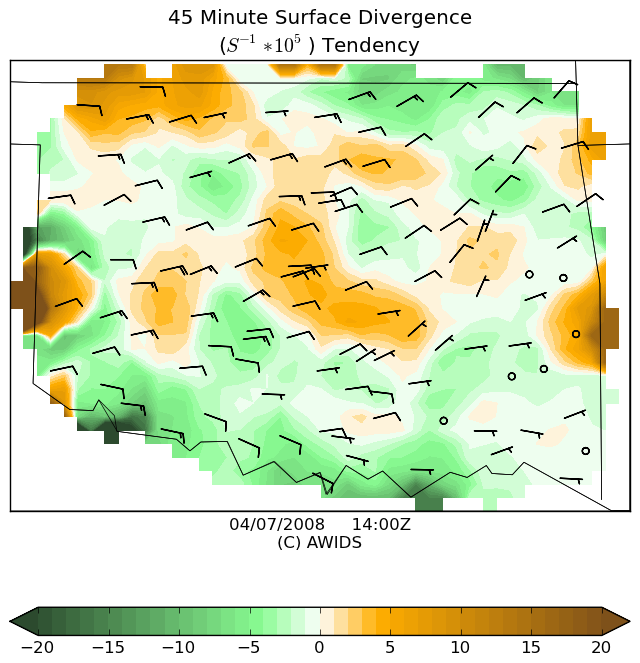 45 Minute Surface Divergence
(S⁻¹ *10⁵ ) Tendency
04/07/2008 14:00Z
(C) AWIDS
−20 −15 −10 −5 0 5 10 15 20